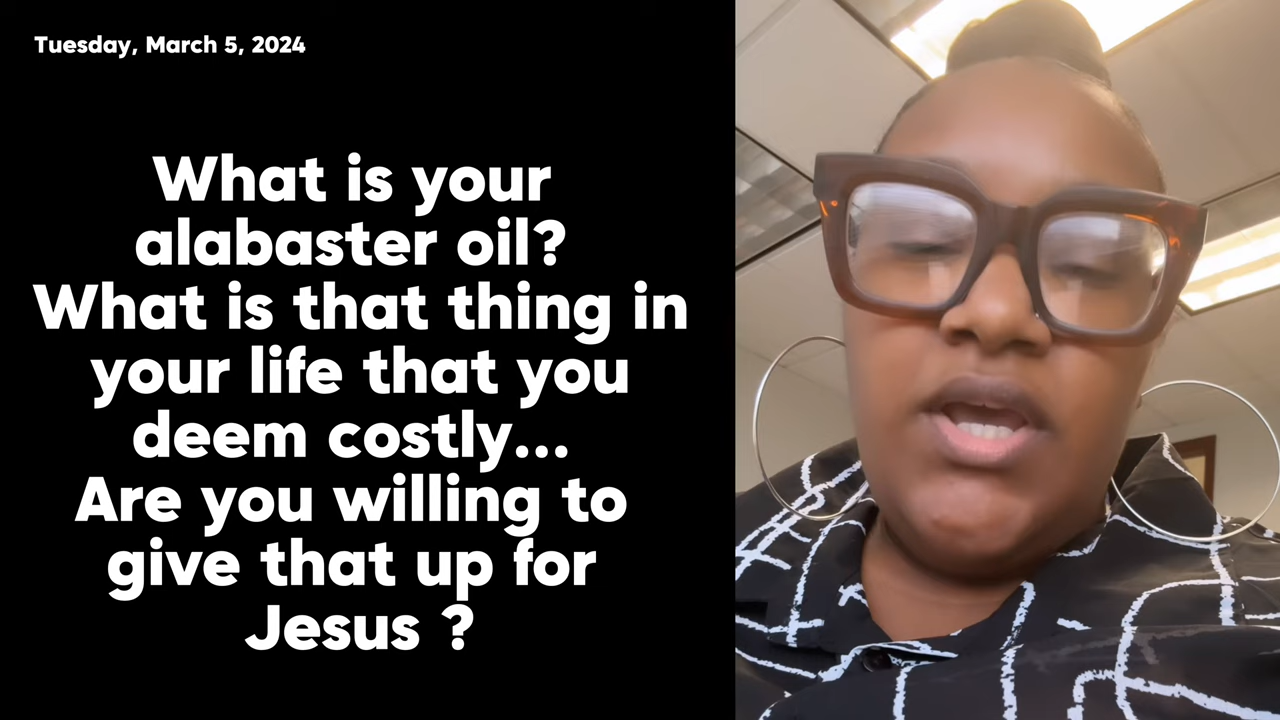 Tuesday, March 5, 2024
What is your
alabaster oil?
What is that thing in
your life that you
deem costly...
Are you willing to
give that up for
Jesus ?